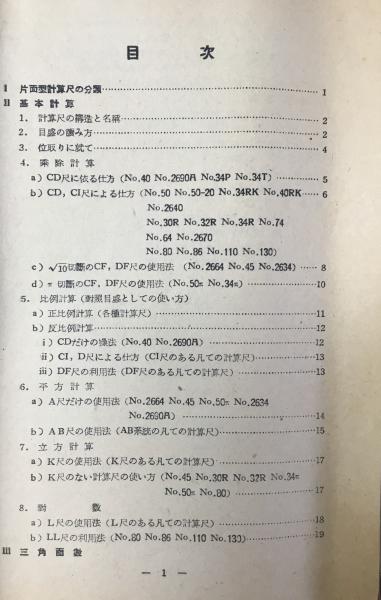 目 次
I 片面型計算尺の分類……………………………1
II 基本計算
1. 計算尺の構造と名称……………………………2
2. 目盛の読み方……………………………2
3. 位取りに就て……………………………4
4. 乗除計算
a) CD尺に依る仕方 (No.40 No.2690A No.34P No.34T)……………5
b) CD, CI尺による仕方 (No.50 No.50-20 No.34RK No.40RK……6
No.2640
No.30R No.32R No.34R No.74
No.64 No.2670
No.80 No.86 No.110 No.130)
c) √10切断のCF, DF尺の使用法 (No.2664 No.45 No.2634)……8
d) π切断のCF, DF尺の使用法 (No.50π No.34π)……………10
5. 比例計算 (対照目盛としての使い方)
a) 正比例計算 (各種計算尺)……………………………11
b) 反比例計算……………………………12
i) CDだけの操法 (No.40 No.2690A)……………………12
ii) CI, D尺による仕方 (CI尺のある凡ての計算尺)……………13
iii) DF尺の利用法 (DF尺のある凡ての計算尺)……………13
6. 平方計算
a) A尺だけの使用法 (No.2664 No.45 No.50π No.2634
No.2690A)……………………14
b) AB尺の使用法 (AB系統の凡ての計算尺)……………………15
7. 立方計算
a) K尺の使用法 (K尺のある凡ての計算尺)……………………17
b) K尺のない計算尺の使い方 (No.45 No.30R No.32R No.34π
No.50π No.80)……………17
8. 対 数
a) L尺の使用法 (L尺のある凡ての計算尺)……………………18
b) LL尺の利用法 (No.80 No.86 No.110 No.130)……………19
III 三角函数
— 1 —